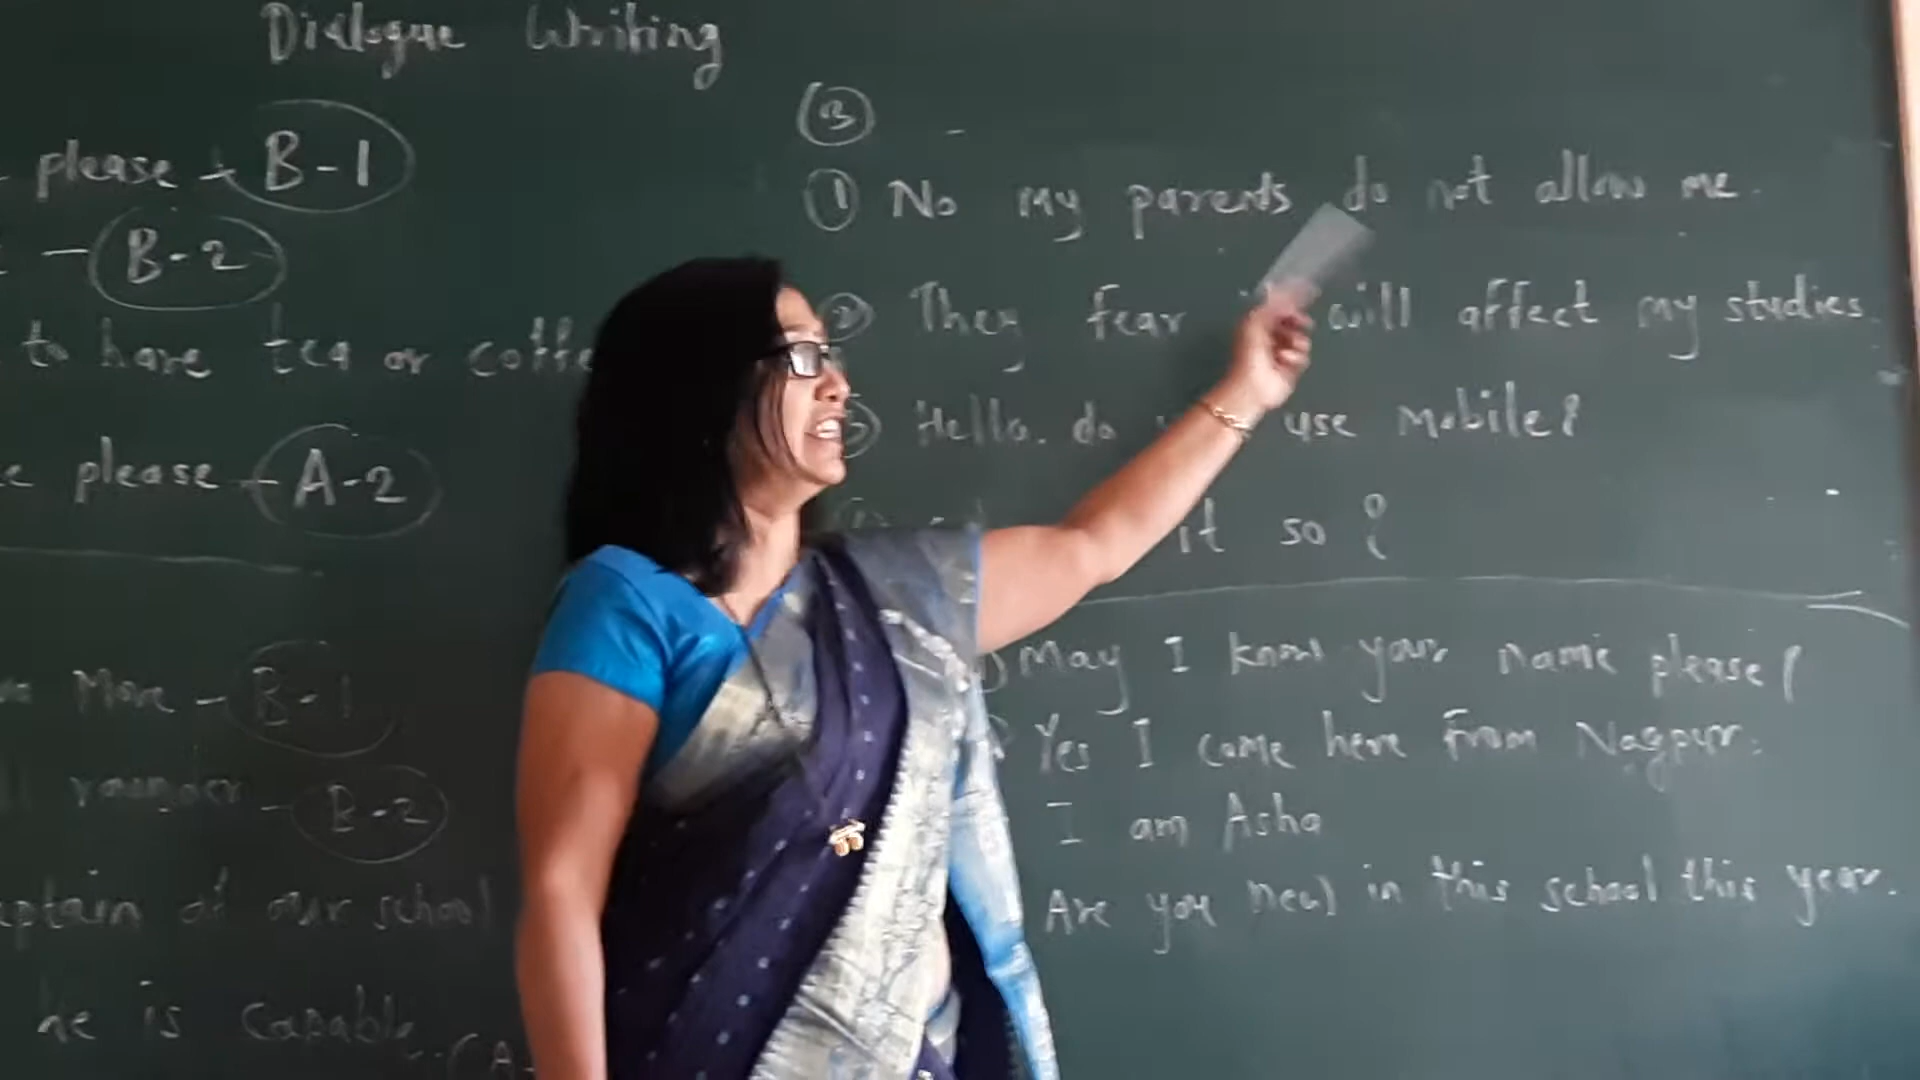 Dialogue Writing
please - B-1
- B-2
to have tea or coffe
please - A-2
More - B-1
rounder - B-2
of our school
he is capable
③
① No my parents do not allow me.
② They fear will affect my studies.
③ Hello. do use Mobile?
it so?
May I know your name please?
Yes I came here from Nagpur.
I am Asha
Are you new in this school this year.